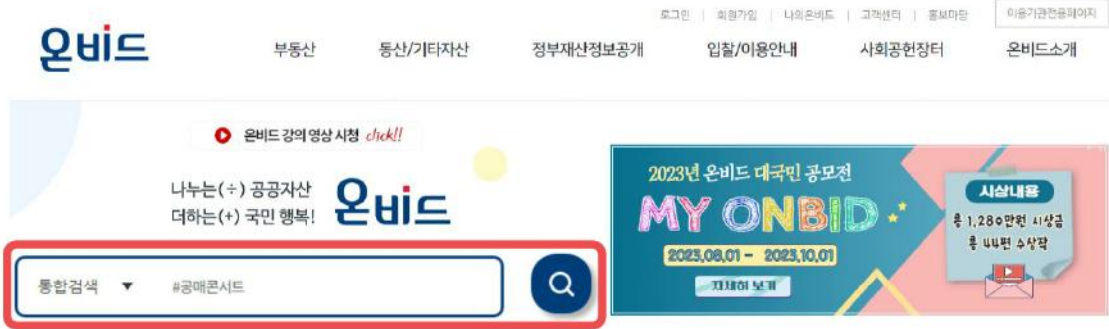 로그인 | 회원가입 | 나의온비드 | 고객센터 | 홍보마당 이용기관전용페이지
온비드 부동산 동산/기타자산 정부재산정보공개 입찰/이용안내 사회공헌장터 온비드소개
온비드 강의 영상 시청 click!!
나누는(÷) 공공자산
더하는(+) 국민 행복!
온비드
통합검색 ▼ #공매콘서트
2023년 온비드 대국민 공모전
MY ONBID
2023.08.01 - 2023.10.01
자세히 보기
시상내용
총 1,280만원 시상금
총 44편 수상작